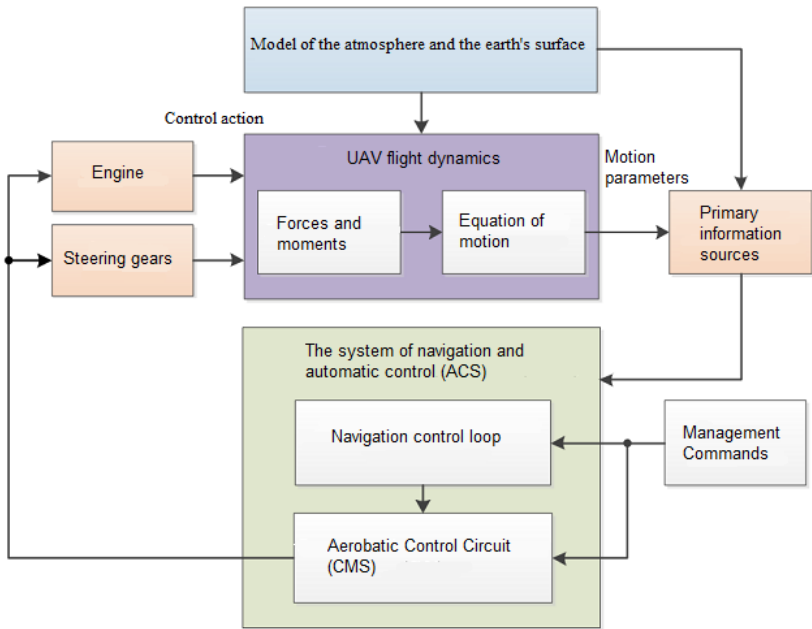 Model of the atmosphere and the earth's surface
Control action
Engine
Steering gears
UAV flight dynamics
Forces and
moments
Equation of
motion
Motion
parameters
Primary
information
sources
The system of navigation and
automatic control (ACS)
Navigation control loop
Management
Commands
Aerobatic Control Circuit
(CMS)